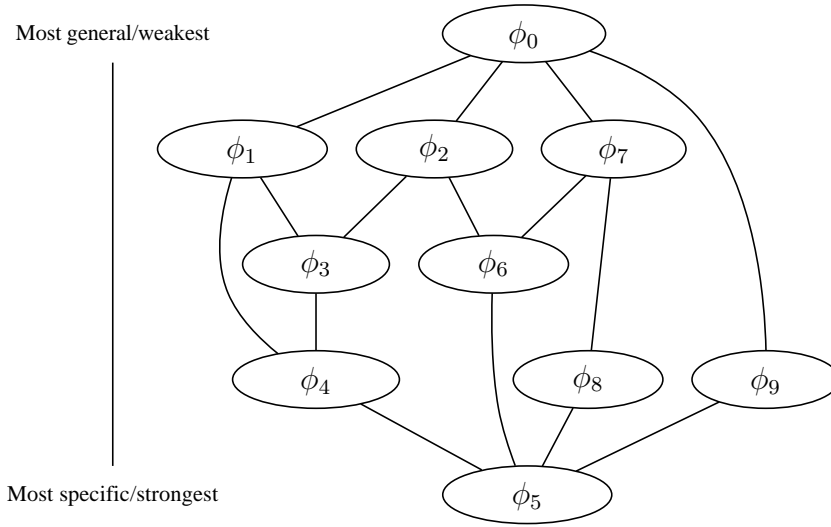 Most general/weakest
ϕ₀
ϕ₁
ϕ₂
ϕ₇
ϕ₃
ϕ₆
ϕ₄
ϕ₈
ϕ₉
Most specific/strongest
ϕ₅